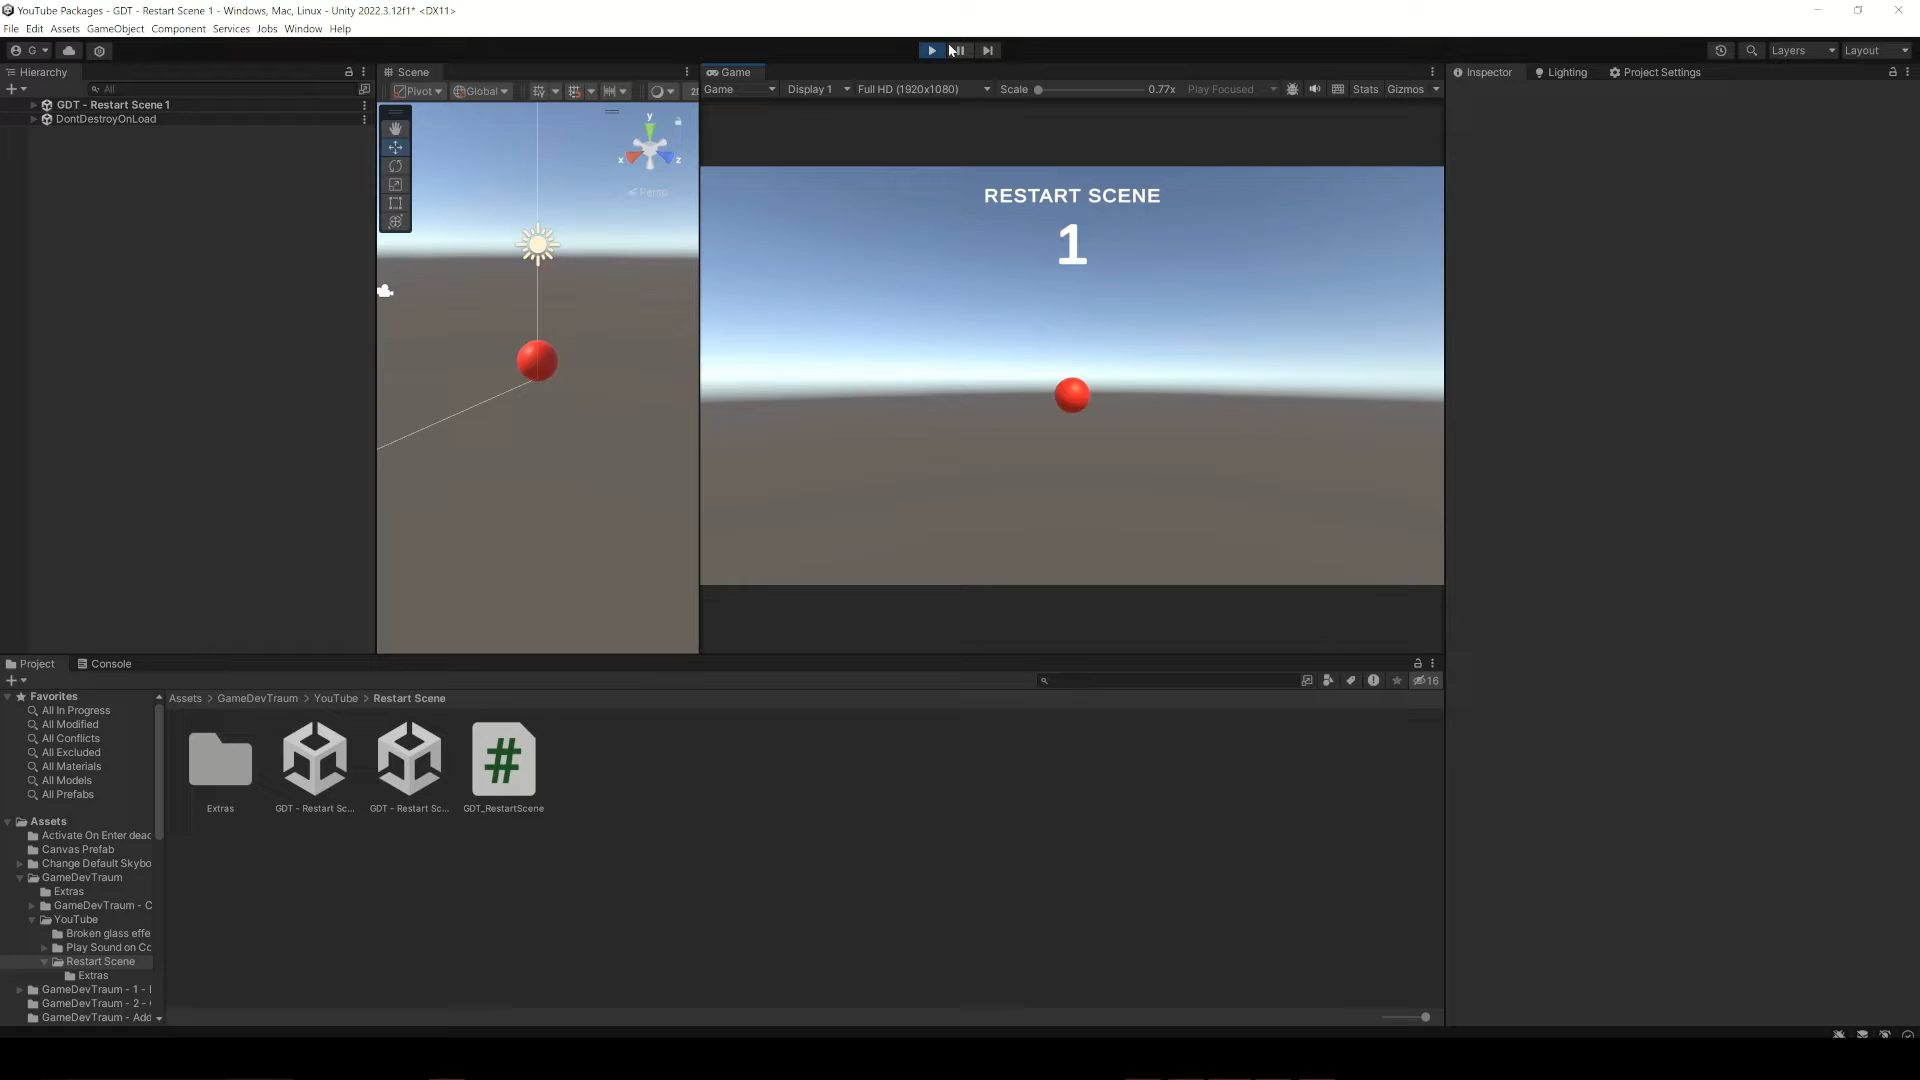 YouTube Packages - GDT - Restart Scene 1 - Windows, Mac, Linux - Unity 2022.3.12f1* <DX11>
File Edit Assets GameObject Component Services Jobs Window Help
G Layers Layout
Hierarchy Scene Game Inspector Lighting Project Settings
All Pivot Global 2D Game Display 1 Full HD (1920x1080) Scale 0.77x Play Focused Stats Gizmos
GDT - Restart Scene 1
DontDestroyOnLoad
y
x z
Persp
RESTART SCENE
1
Project Console
16
Favorites
All In Progress
All Modified
All Conflicts
All Excluded
All Materials
All Models
All Prefabs
Assets
Activate On Enter deac
Canvas Prefab
Change Default Skybo
GameDevTraum
Extras
GameDevTraum - C
YouTube
Broken glass effe
Play Sound on Co
Restart Scene
Extras
GameDevTraum - 1 - I
GameDevTraum - 2 -
GameDevTraum - Add
Assets > GameDevTraum > YouTube > Restart Scene
#
Extras GDT - Restart Sc... GDT - Restart Sc... GDT_RestartScene